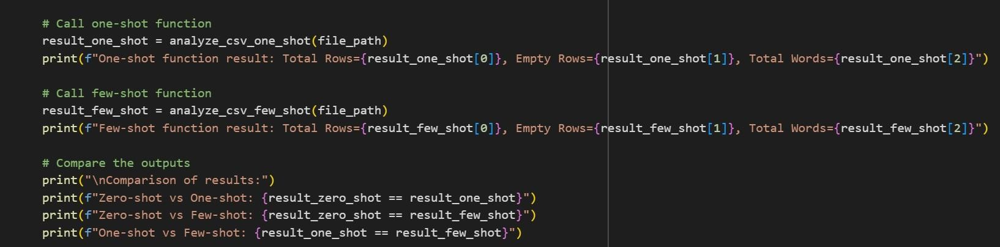 # Call one-shot function
result_one_shot = analyze_csv_one_shot(file_path)
print(f"One-shot function result: Total Rows={result_one_shot[0]}, Empty Rows={result_one_shot[1]}, Total Words={result_one_shot[2]}")
# Call few-shot function
result_few_shot = analyze_csv_few_shot(file_path)
print(f"Few-shot function result: Total Rows={result_few_shot[0]}, Empty Rows={result_few_shot[1]}, Total Words={result_few_shot[2]}")
# Compare the outputs
print("\nComparison of results:")
print(f"Zero-shot vs One-shot: {result_zero_shot == result_one_shot}")
print(f"Zero-shot vs Few-shot: {result_zero_shot == result_few_shot}")
print(f"One-shot vs Few-shot: {result_one_shot == result_few_shot}")